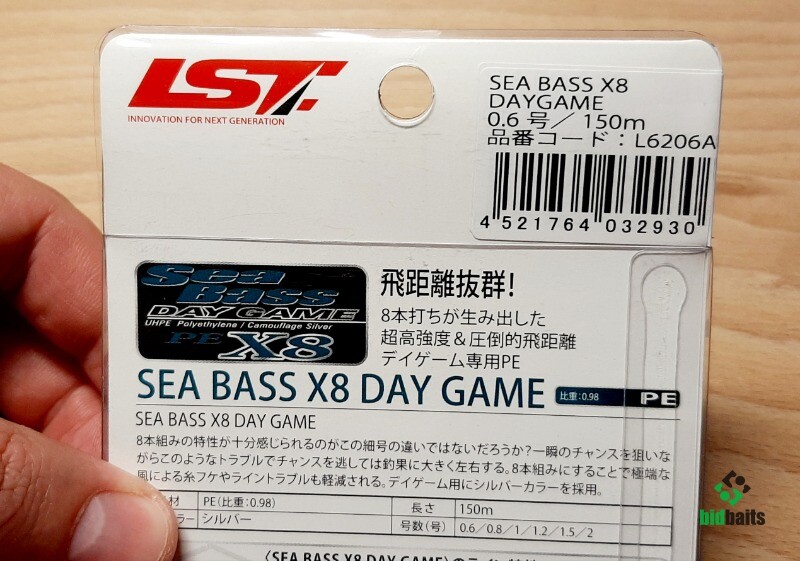 LST
INNOVATION FOR NEXT GENERATION
SEA BASS X8
DAYGAME
0.6 号／150m
品番コード：L6206A
4 521764 032930
Sea
Bass
DAY GAME
UHPE Polyethylene / Camouflage Silver
PE X8
飛距離抜群！
8本打ちが生み出した
超高強度＆圧倒的飛距離
デイゲーム専用PE
SEA BASS X8 DAY GAME 比重:0.98 PE
SEA BASS X8 DAY GAME
8本組みの特性が十分感じられるのがこの細号の違いではないだろうか？一瞬のチャンスを狙いな
がらこのようなトラブルでチャンスを逃しては釣果に大きく左右する。8本組みにすることで極端な
風による糸フケやライントラブルも軽減される。デイゲーム用にシルバーカラーを採用。
材 PE（比重：0.98） 長さ 150m
ラー シルバー 号数（号） 0.6／0.8／1／1.2／1.5／2
〈SEA BASS X8 DAY GAME〉のライン
bidbaits